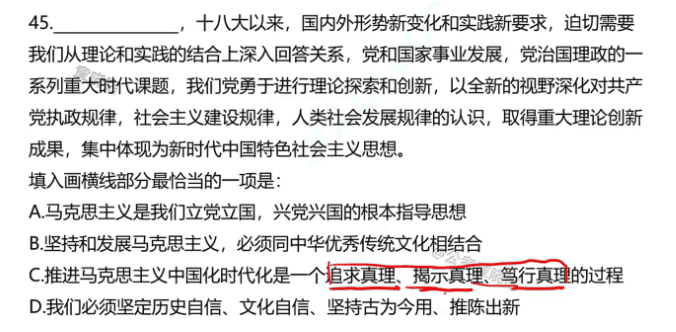 45.______________，十八大以来，国内外形势新变化和实践新要求，迫切需要
我们从理论和实践的结合上深入回答关系，党和国家事业发展，党治国理政的一
系列重大时代课题，我们党勇于进行理论探索和创新，以全新的视野深化对共产
党执政规律，社会主义建设规律，人类社会发展规律的认识，取得重大理论创新
成果，集中体现为新时代中国特色社会主义思想。
填入画横线部分最恰当的一项是：
A.马克思主义是我们立党立国，兴党兴国的根本指导思想
B.坚持和发展马克思主义，必须同中华优秀传统文化相结合
C.推进马克思主义中国化时代化是一个追求真理、揭示真理、笃行真理的过程
D.我们必须坚定历史自信、文化自信、坚持古为今用、推陈出新